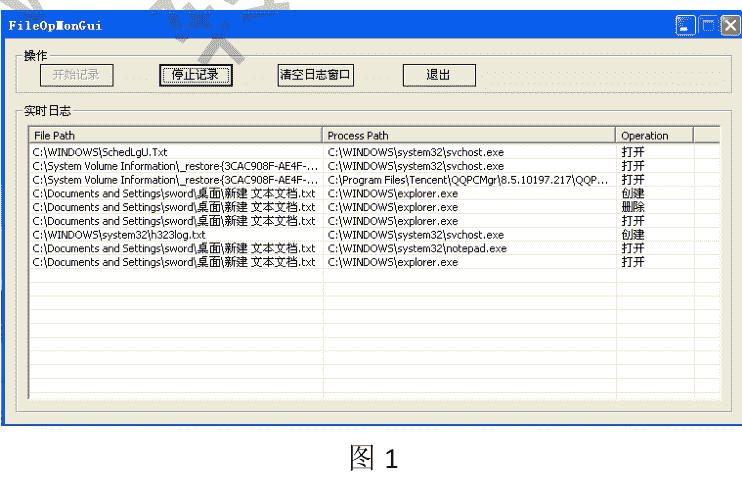 FileOpMonGui
操作
开始记录 停止记录 清空日志窗口 退出
实时日志
File Path Process Path Operation
C:\WINDOWS\SchedLgU.Txt C:\WINDOWS\system32\svchost.exe 打开
C:\System Volume Information\_restore{3CAC908F-AE4F-... C:\WINDOWS\system32\svchost.exe 打开
C:\System Volume Information\_restore{3CAC908F-AE4F-... C:\Program Files\Tencent\QQPCMgr\8.5.10197.217\QQP... 打开
C:\Documents and Settings\sword\桌面\新建 文本文档.txt C:\WINDOWS\explorer.exe 创建
C:\Documents and Settings\sword\桌面\新建 文本文档.txt C:\WINDOWS\explorer.exe 删除
C:\Documents and Settings\sword\桌面\新建 文本文档.txt C:\WINDOWS\explorer.exe 打开
C:\WINDOWS\system32\h323log.txt C:\WINDOWS\system32\svchost.exe 创建
C:\Documents and Settings\sword\桌面\新建 文本文档.txt C:\WINDOWS\system32\notepad.exe 打开
C:\Documents and Settings\sword\桌面\新建 文本文档.txt C:\WINDOWS\explorer.exe 打开
图 1